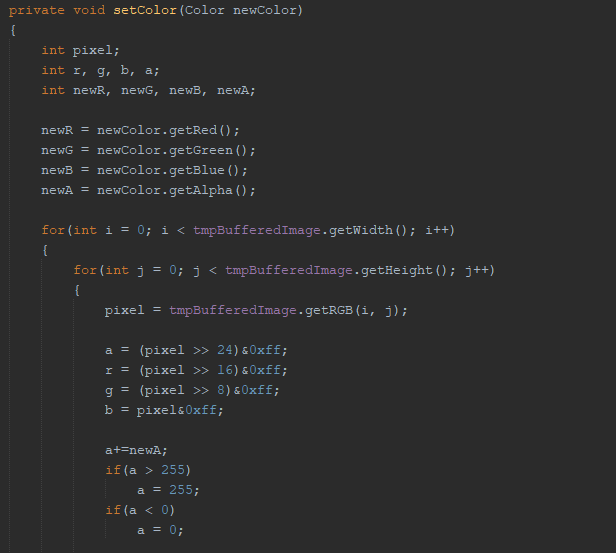 private void setColor(Color newColor)
{
int pixel;
int r, g, b, a;
int newR, newG, newB, newA;
newR = newColor.getRed();
newG = newColor.getGreen();
newB = newColor.getBlue();
newA = newColor.getAlpha();
for(int i = 0; i < tmpBufferedImage.getWidth(); i++)
{
for(int j = 0; j < tmpBufferedImage.getHeight(); j++)
{
pixel = tmpBufferedImage.getRGB(i, j);
a = (pixel >> 24)&0xff;
r = (pixel >> 16)&0xff;
g = (pixel >> 8)&0xff;
b = pixel&0xff;
a+=newA;
if(a > 255)
a = 255;
if(a < 0)
a = 0;